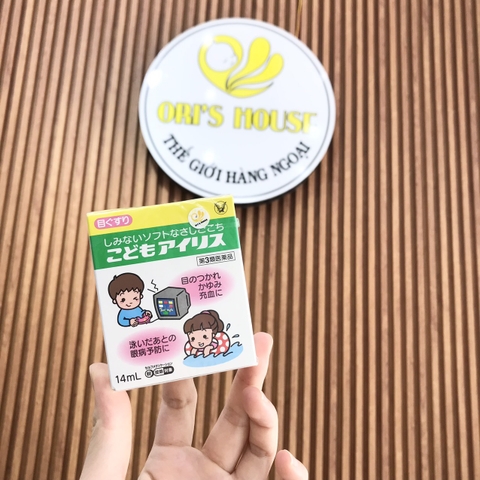 ORI'S HOUSE
THẾ GIỚI HÀNG NGOẠI
目ぐすり
しみないソフトなさしごこち
こどもアイリス
第3類医薬品
目のつかれ
かゆみ
充血に
泳いだあとの
眼病予防に
14mL